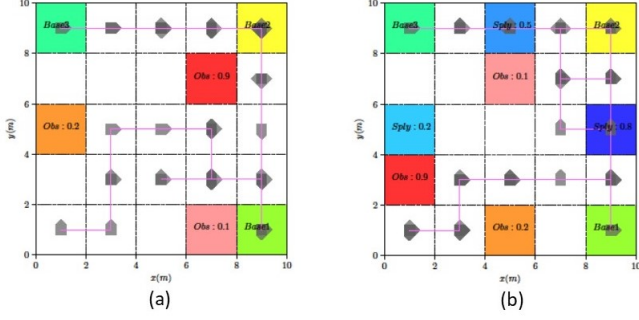 10
Base3
Base2
8
Obs : 0.9
6
y(m)
Obs : 0.2
4
2
Obs : 0.1
Base1
0
0 2 4 6 8 10
x(m)
(a)
10
Base3
Sply : 0.5
Base2
8
Obs : 0.1
6
y(m)
Sply : 0.2
Sply : 0.8
4
Obs : 0.9
2
Obs : 0.2
Base1
0
0 2 4 6 8 10
x(m)
(b)